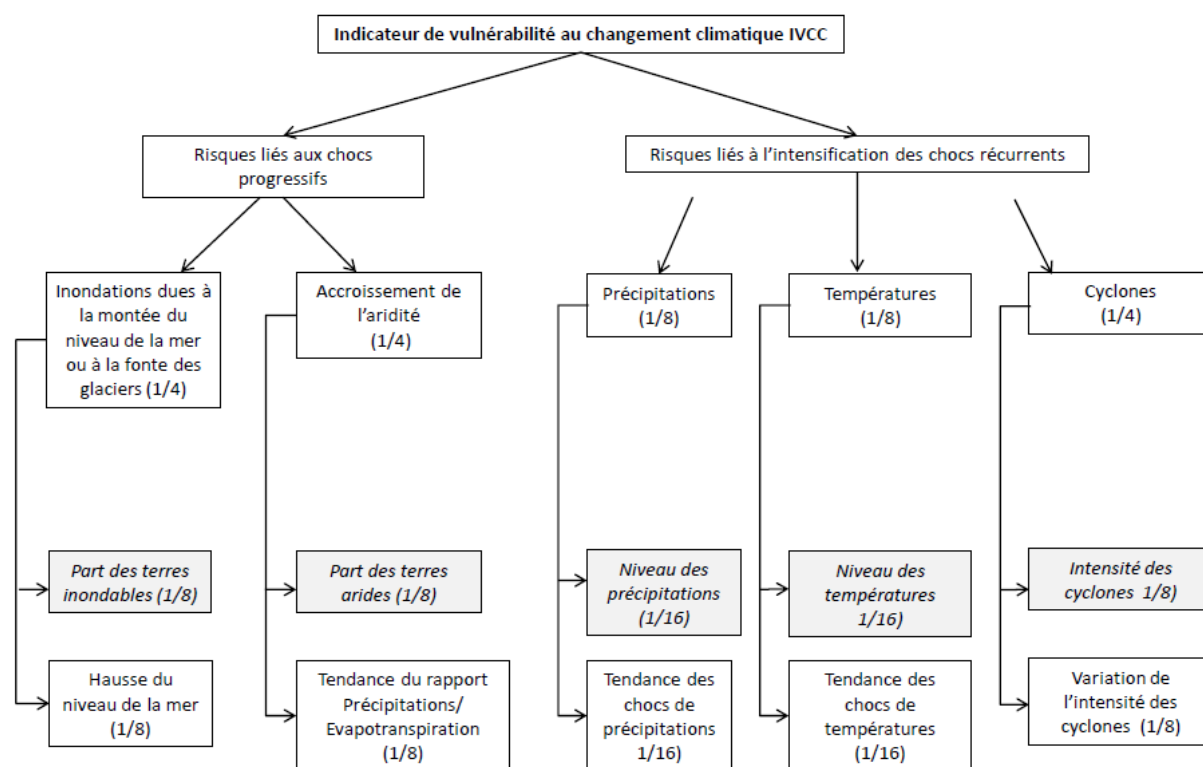 Indicateur de vulnérabilité au changement climatique IVCC
Risques liés aux chocs
progressifs
Risques liés à l’intensification des chocs récurrents
Inondations dues à
la montée du
niveau de la mer
ou à la fonte des
glaciers (1/4)
Accroissement de
l’aridité
(1/4)
Précipitations
(1/8)
Températures
(1/8)
Cyclones
(1/4)
Part des terres
inondables (1/8)
Part des terres
arides (1/8)
Niveau des
précipitations
(1/16)
Niveau des
températures
1/16)
Intensité des
cyclones 1/8)
Hausse du
niveau de la mer
(1/8)
Tendance du rapport
Précipitations/
Evapotranspiration
(1/8)
Tendance des
chocs de
précipitations
1/16)
Tendance des
chocs de
températures
(1/16)
Variation de
l’intensité des
cyclones (1/8)